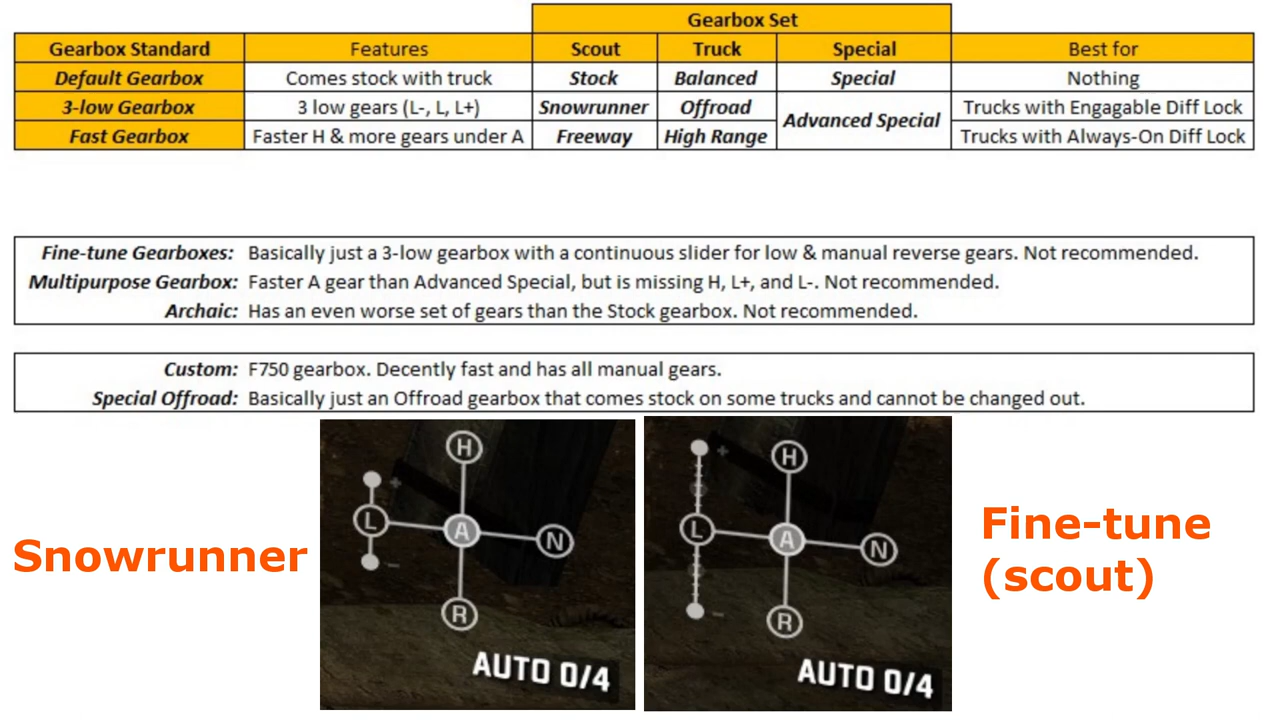 Gearbox Set
Gearbox Standard Features Scout Truck Special Best for
Default Gearbox Comes stock with truck Stock Balanced Special Nothing
3-low Gearbox 3 low gears (L-, L, L+) Snowrunner Offroad Advanced Special Trucks with Engagable Diff Lock
Fast Gearbox Faster H & more gears under A Freeway High Range Trucks with Always-On Diff Lock
Fine-tune Gearboxes: Basically just a 3-low gearbox with a continuous slider for low & manual reverse gears. Not recommended.
Multipurpose Gearbox: Faster A gear than Advanced Special, but is missing H, L+, and L-. Not recommended.
Archaic: Has an even worse set of gears than the Stock gearbox. Not recommended.
Custom: F750 gearbox. Decently fast and has all manual gears.
Special Offroad: Basically just an Offroad gearbox that comes stock on some trucks and cannot be changed out.
Snowrunner
H
+
L A N
-
R
AUTO 0/4
H
+
L A N
-
R
AUTO 0/4
Fine-tune
(scout)